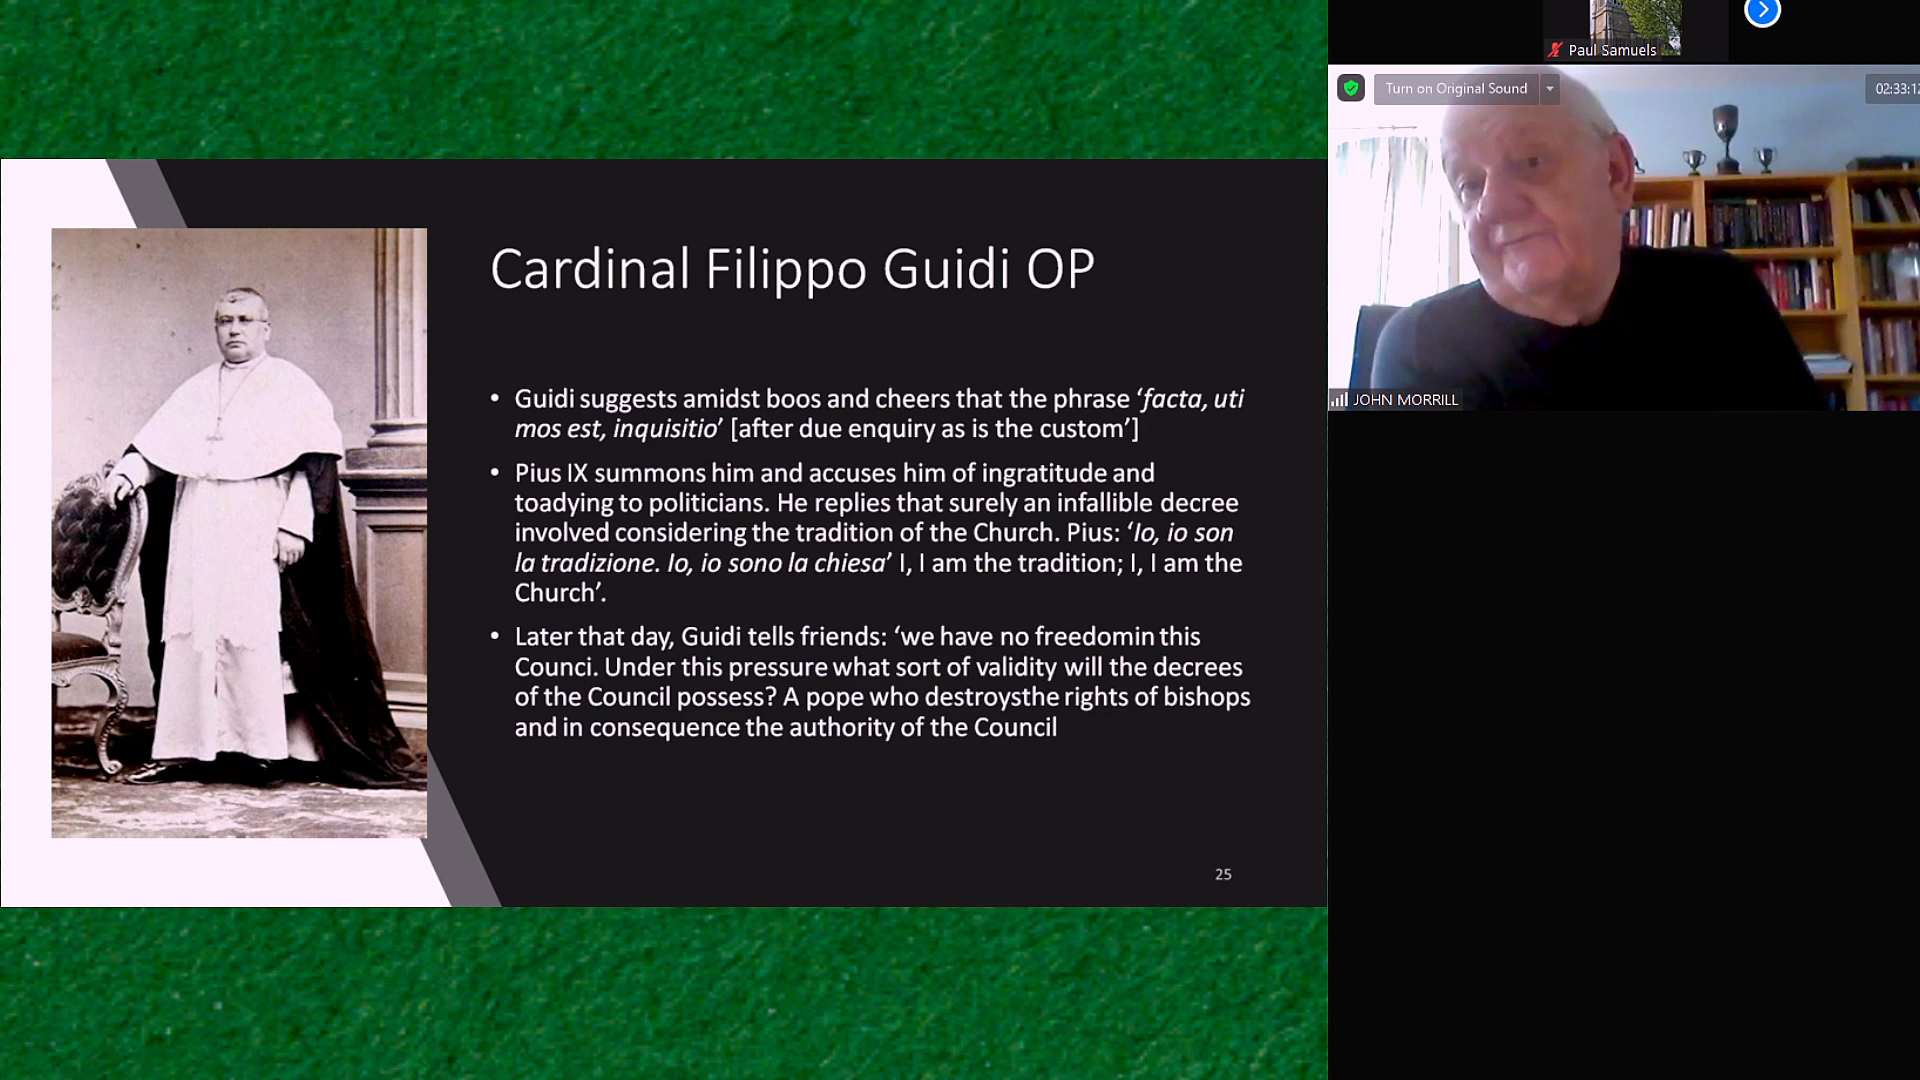 Paul Samuels
Turn on Original Sound
02:33:12
JOHN MORRILL
Cardinal Filippo Guidi OP
• Guidi suggests amidst boos and cheers that the phrase ‘facta, uti
mos est, inquisitio’ [after due enquiry as is the custom’]
• Pius IX summons him and accuses him of ingratitude and
toadying to politicians. He replies that surely an infallible decree
involved considering the tradition of the Church. Pius: ‘Io, io son
la tradizione. Io, io sono la chiesa’ I, I am the tradition; I, I am the
Church’.
• Later that day, Guidi tells friends: ‘we have no freedomin this
Counci. Under this pressure what sort of validity will the decrees
of the Council possess? A pope who destroysthe rights of bishops
and in consequence the authority of the Council
25